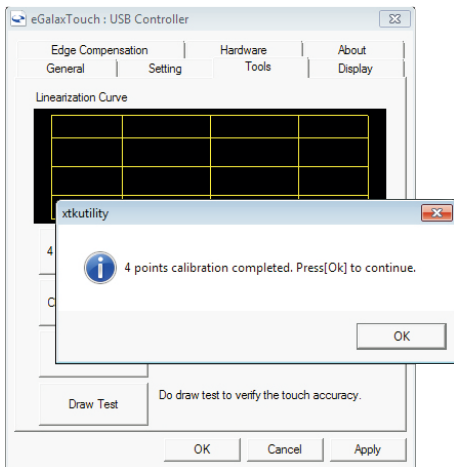 eGalaxTouch : USB Controller
Edge Compensation Hardware About
General Setting Tools Display
Linearization Curve
xtkutility
4 points calibration completed. Press[Ok] to continue.
4
C
OK
Draw Test Do draw test to verify the touch accuracy.
OK Cancel Apply